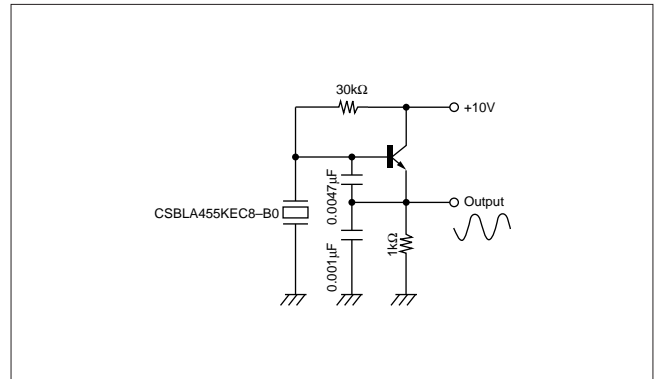 30kΩ
+10V
CSBLA455KEC8–B0
0.0047μF
Output
0.001μF
1kΩ